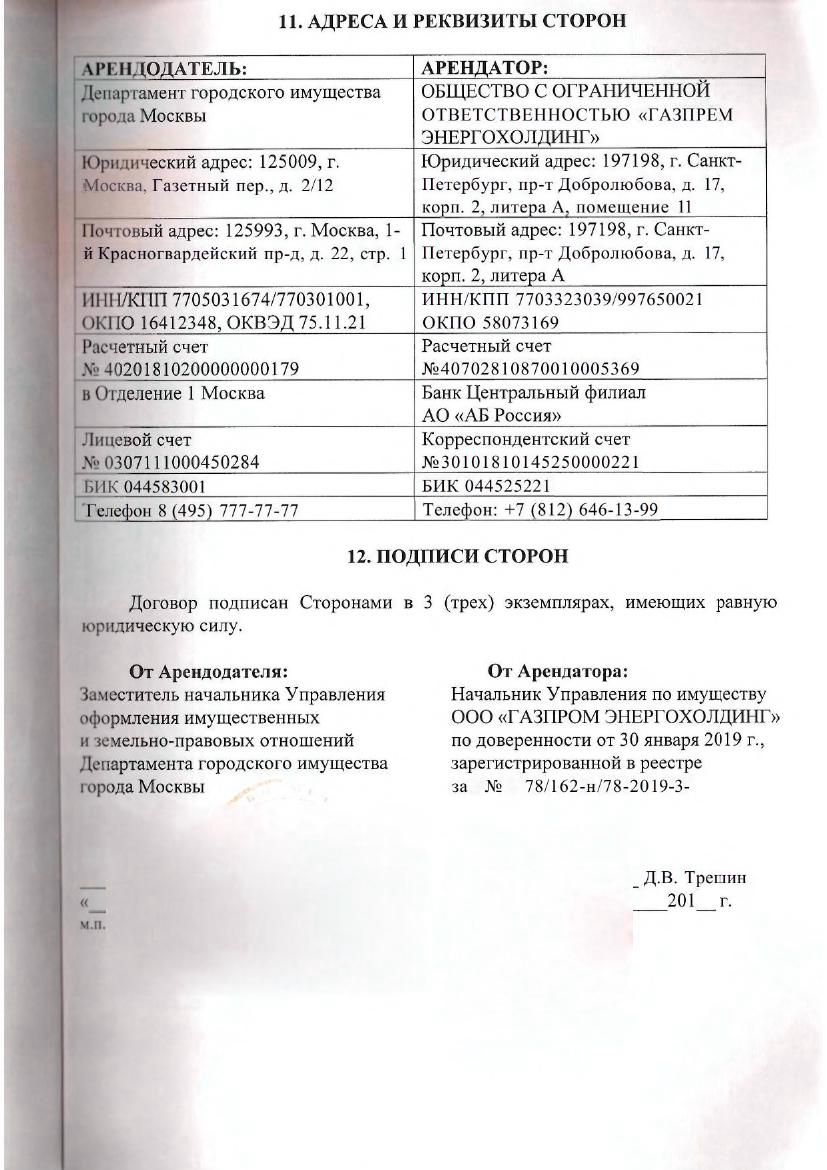 11. АДРЕСА И РЕКВИЗИТЫ СТОРОН
АРЕНДОДАТЕЛЬ:
АРЕНДАТОР:
Департамент городского имущества
города Москвы
ОБЩЕСТВО С ОГРАНИЧЕННОЙ
ОТВЕТСТВЕННОСТЬЮ «ГАЗПРЕМ
ЭНЕРГОХОЛДИНГ»
Юридический адрес: 125009, г.
Москва, Газетный пер., д. 2/12
Юридический адрес: 197198, г. Санкт-
Петербург, пр-т Добролюбова, д. 17,
корп. 2, литера А, помещение 11
Почтовый адрес: 125993, г. Москва, 1-
й Красногвардейский пр-д, д. 22, стр. 1
Почтовый адрес: 197198, г. Санкт-
Петербург, пр-т Добролюбова, д. 17,
корп. 2, литера А
ИНН/КПП 7705031674/770301001,
ОКПО 16412348, ОКВЭД 75.11.21
ИНН/КПП 7703323039/997650021
ОКПО 58073169
Расчетный счет
№ 40201810200000000179
Расчетный счет
№40702810870010005369
в Отделение 1 Москва
Банк Центральный филиал
АО «АБ Россия»
Лицевой счет
№ 0307111000450284
Корреспондентский счет
№30101810145250000221
БИК 044583001
БИК 044525221
Телефон 8 (495) 777-77-77
Телефон: +7 (812) 646-13-99
12. ПОДПИСИ СТОРОН
Договор подписан Сторонами в 3 (трех) экземплярах, имеющих равную
юридическую силу.
От Арендодателя:
Заместитель начальника Управления
оформления имущественных
и земельно-правовых отношений
Департамента городского имущества
города Москвы
От Арендатора:
Начальник Управления по имуществу
ООО «ГАЗПРОМ ЭНЕРГОХОЛДИНГ»
по доверенности от 30 января 2019 г.,
зарегистрированной в реестре
за № 78/162-н/78-2019-3-
__
«__
м.п.
_ Д.В. Трешин
____201__ г.